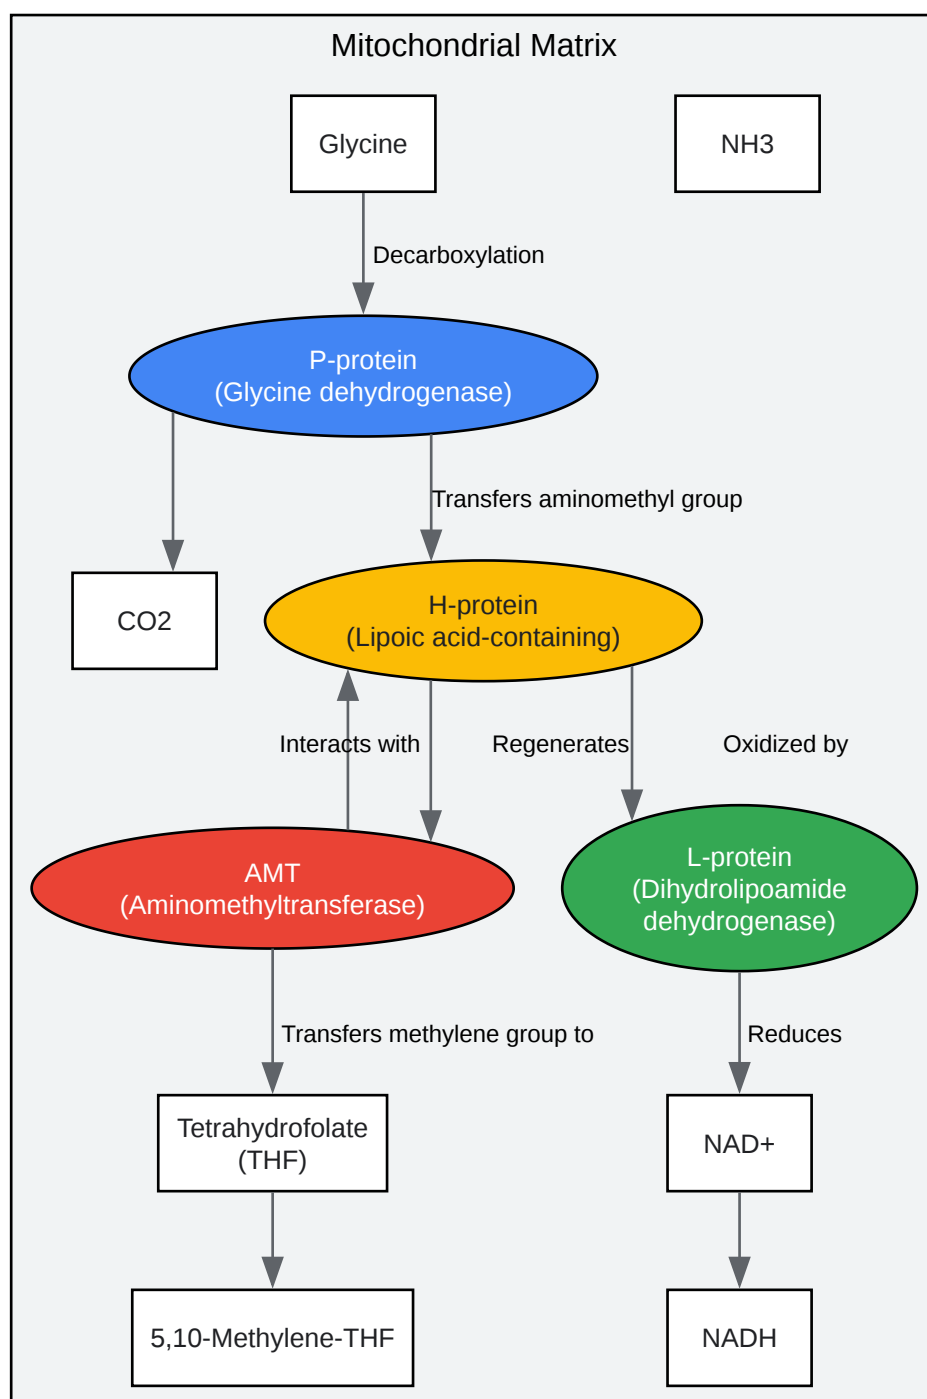 Mitochondrial Matrix
Glycine
NH3
Decarboxylation
P-protein
(Glycine dehydrogenase)
Transfers aminomethyl group
CO2
H-protein
(Lipoic acid-containing)
Interacts with
Regenerates
Oxidized by
AMT
(Aminomethyltransferase)
L-protein
(Dihydrolipoamide
dehydrogenase)
Transfers methylene group to
Reduces
Tetrahydrofolate
(THF)
NAD+
5,10-Methylene-THF
NADH